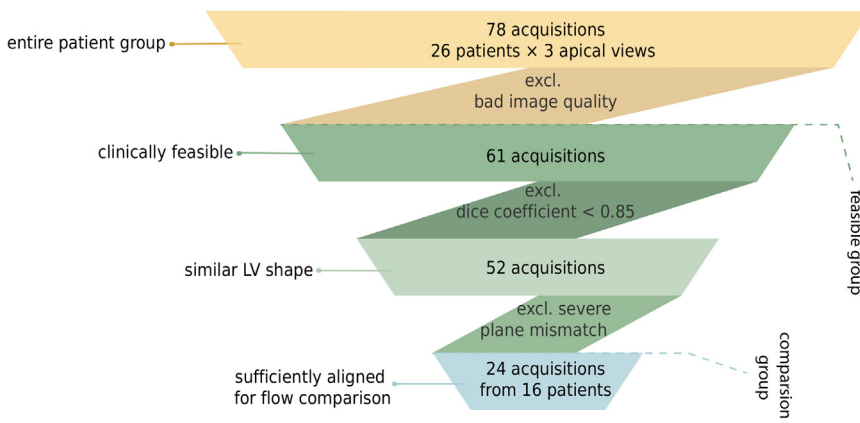 78 acquisitions
26 patients × 3 apical views
entire patient group
excl.
bad image quality
clinically feasible
61 acquisitions
feasible group
excl.
dice coefficient < 0.85
similar LV shape
52 acquisitions
excl. severe
plane mismatch
comparsion
group
24 acquisitions
from 16 patients
sufficiently aligned
for flow comparison